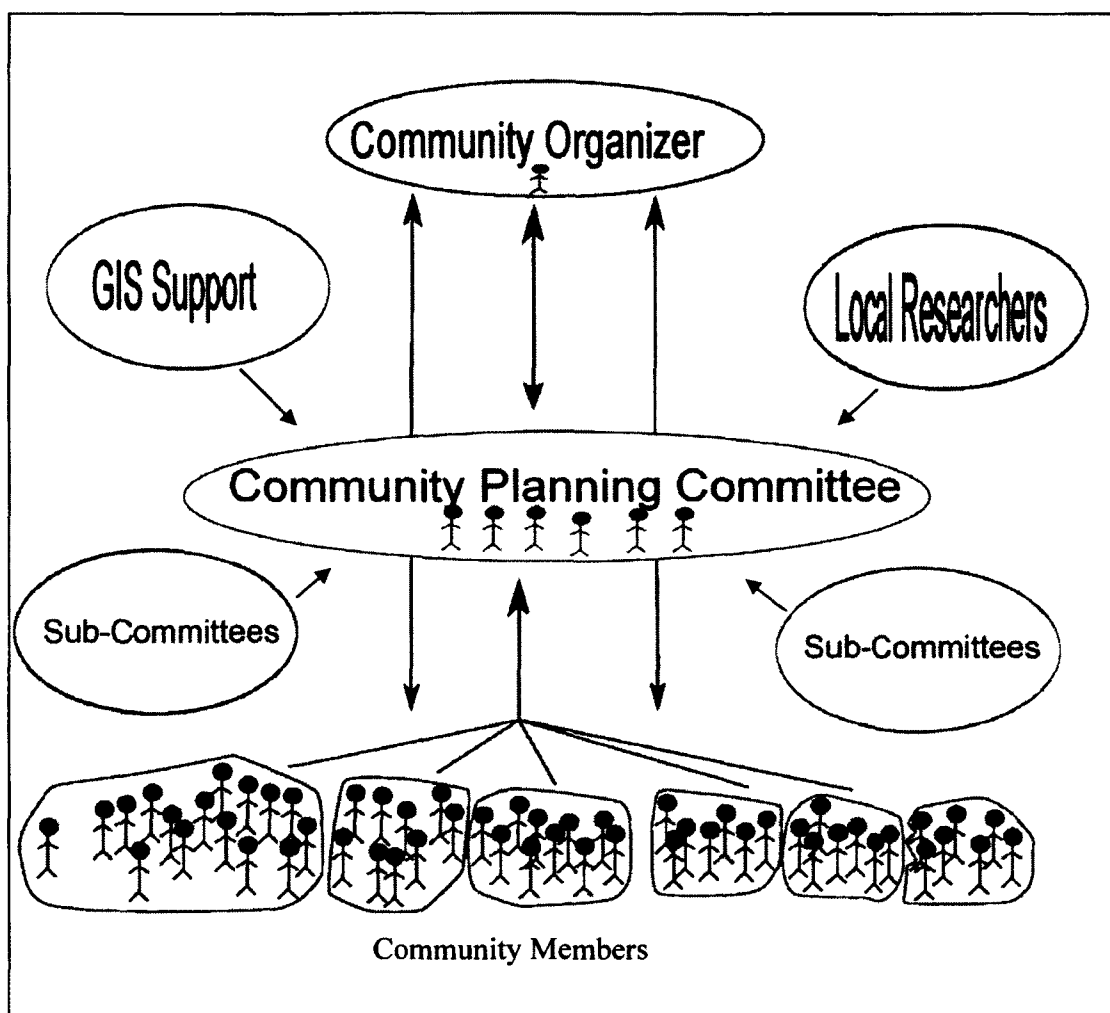 Community Organizer
GIS Support
Local Researchers
Community Planning Committee
Sub-Committees
Sub-Committees
Community Members